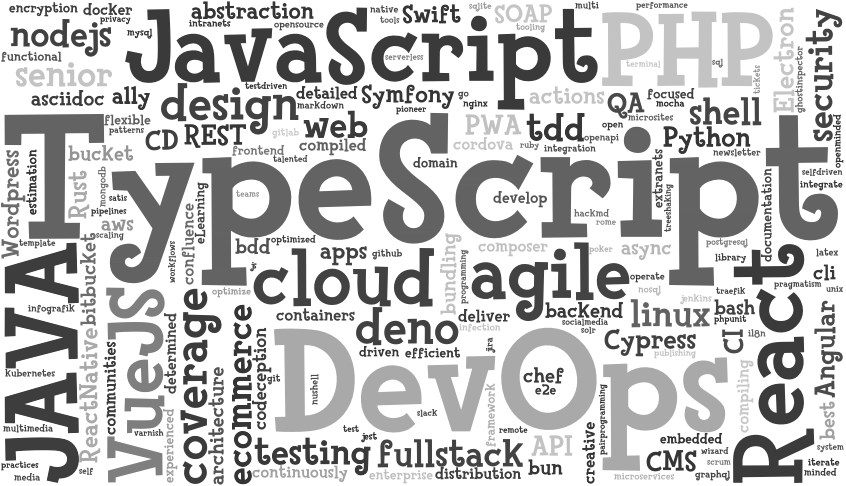 encryption
docker
privacy
nodejs
mysql
functional
senior
asciidoc
ally
abstraction
intranets
opensource
JavaScript
native
tools
Swift
serverless
sqlite
SOAP
tooling
multi
performance
PHP
terminal
sql
tickets
Electron
ghostinspector
security
testdriven
detailed
markdown
Symfony
pioneer
go
nginx
actions
QA
focused
mocha
microsites
shell
design
flexible
patterns
CD
REST
gitlab
web
compiled
PWA
cordova
tdd
ruby
open
openapi
integration
Python
newsletter
openminded
selfdriven
integrate
bucket
frontend
talented
domain
TypeScript
Wordpress
estimation
Rust
mongodb
satis
pipelines
aws
scaling
template
workflows
confluence
eLearning
teams
develop
hackmd
rome
extranets
treeshaking
documentation
bdd
optimized
apps
github
bundling
programming
composer
poker
async
postgresql
library
latex
cli
unix
JAVA
infografik
Kubernetes
multimedia
practices
media
bitbucket
ReactNative
self
VueJS
communities
varnish
determined
experienced
coverage
architecture
optimize
jv
cloud
agile
operate
nosql
jenkins
traefik
pragmatism
React
containers
deno
deliver
infection
backend
socialmedia
solr
linux
bash
phpunit
CI
i18n
Cypress
publishing
driven
efficient
jira
ecommerce
codeception
git
nushell
DevOps
chef
e2e
slack
framework
remote
test
jest
testing
continuously
fullstack
enterprise
distribution
bun
API
creative
pairprogramming
microservices
embedded
CMS
wizard
scrum
graphql
compiling
best
Angular
system
iterate
minded